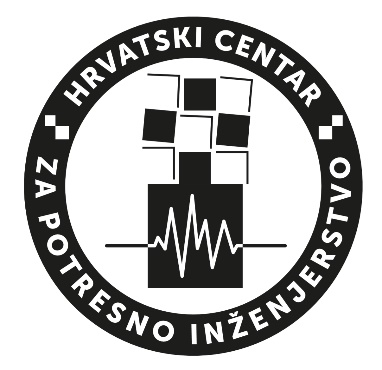 HRVATSKI CENTAR
ZA POTRESNO INŽENJERSTVO